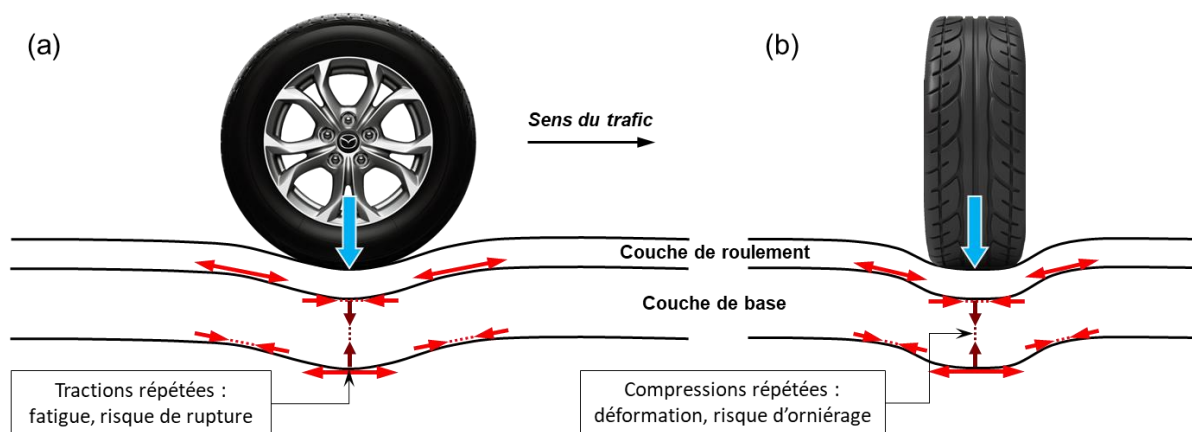 (a)
(b)
Sens du trafic
Couche de roulement
Couche de base
Tractions répétées :
fatigue, risque de rupture
Compressions répétées :
déformation, risque d’orniérage